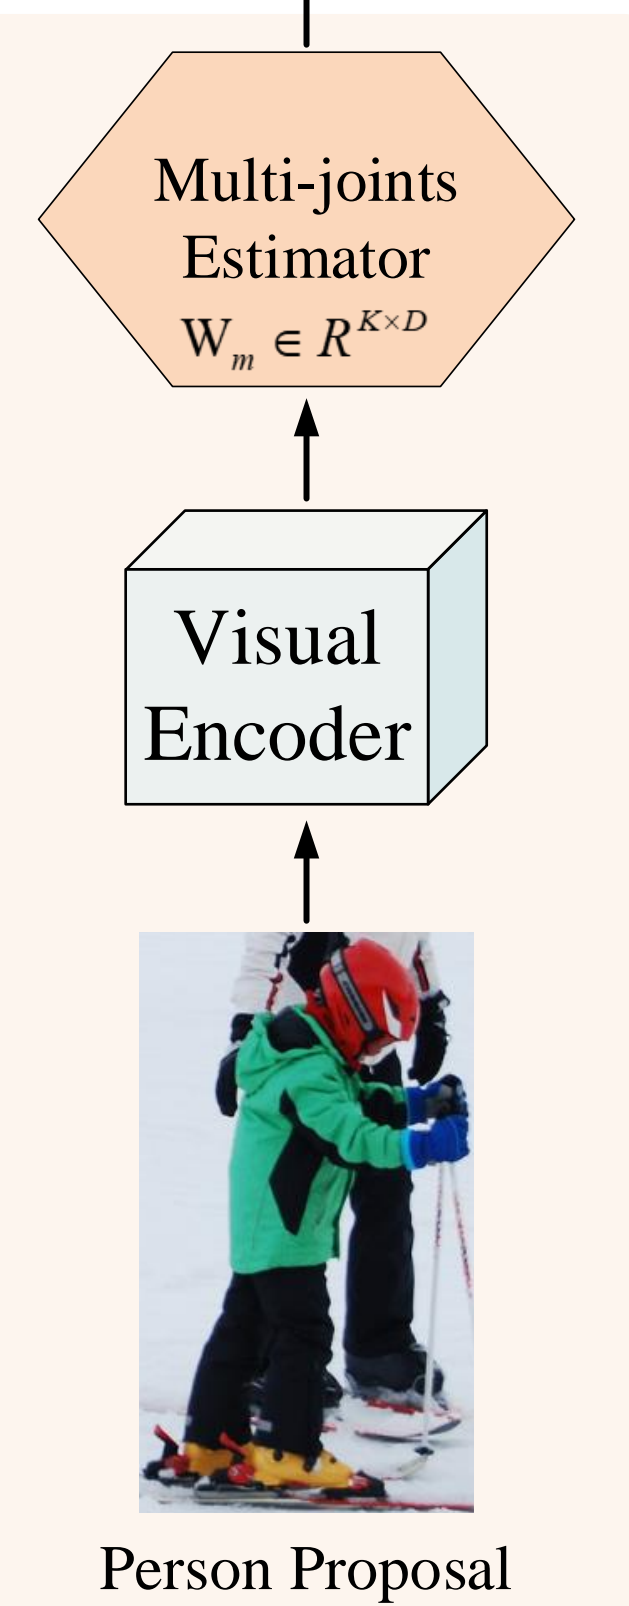 Multi-joints
Estimator
W_m ∈ R^{K×D}
Visual
Encoder
Person Proposal